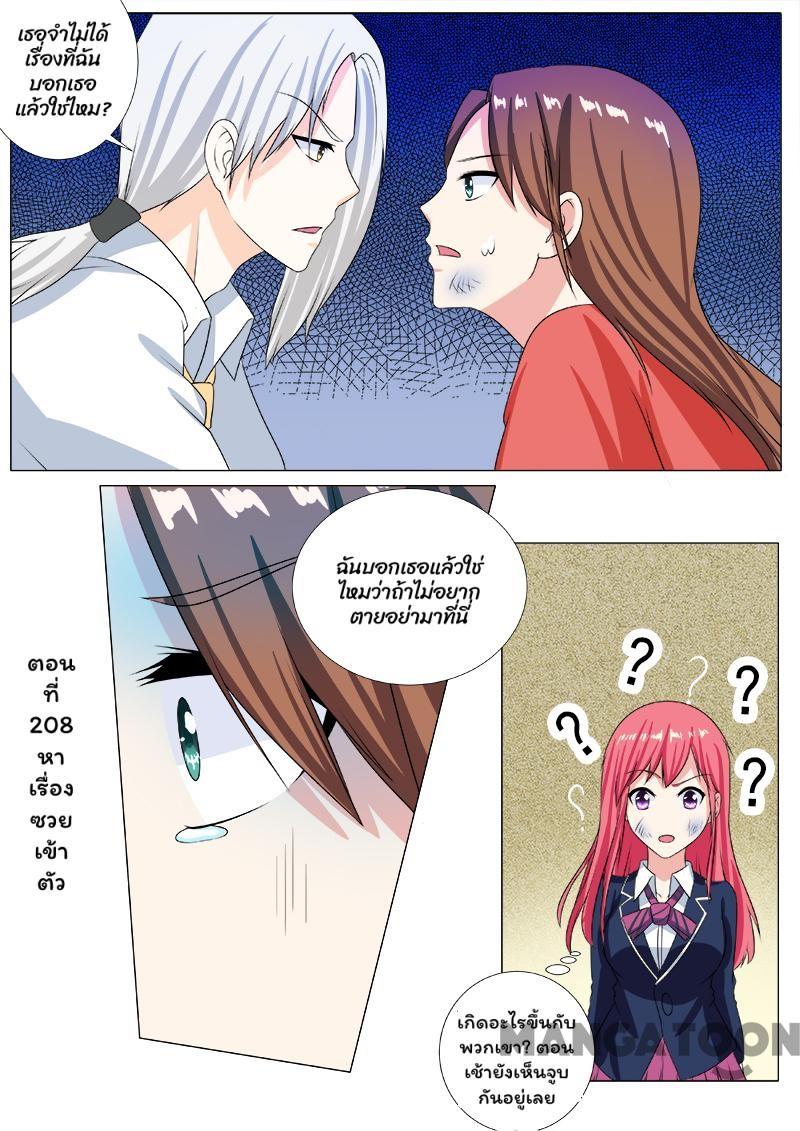 เธอจำไม่ได้
เรื่องที่ฉัน
บอกเธอ
แล้วใช่ไหม?
ฉันบอกเธอแล้วใช่
ไหมว่าถ้าไม่อยาก
ตายอย่ามาที่นี่
ตอน
ที่
208
หา
เรื่อง
ซวย
เข้า
ตัว
?
?
?
?
?
?
เกิดอะไรขึ้นกับ
พวกเขา? ตอน
เช้ายังเห็นจูบ
กันอยู่เลย
MANGATOON